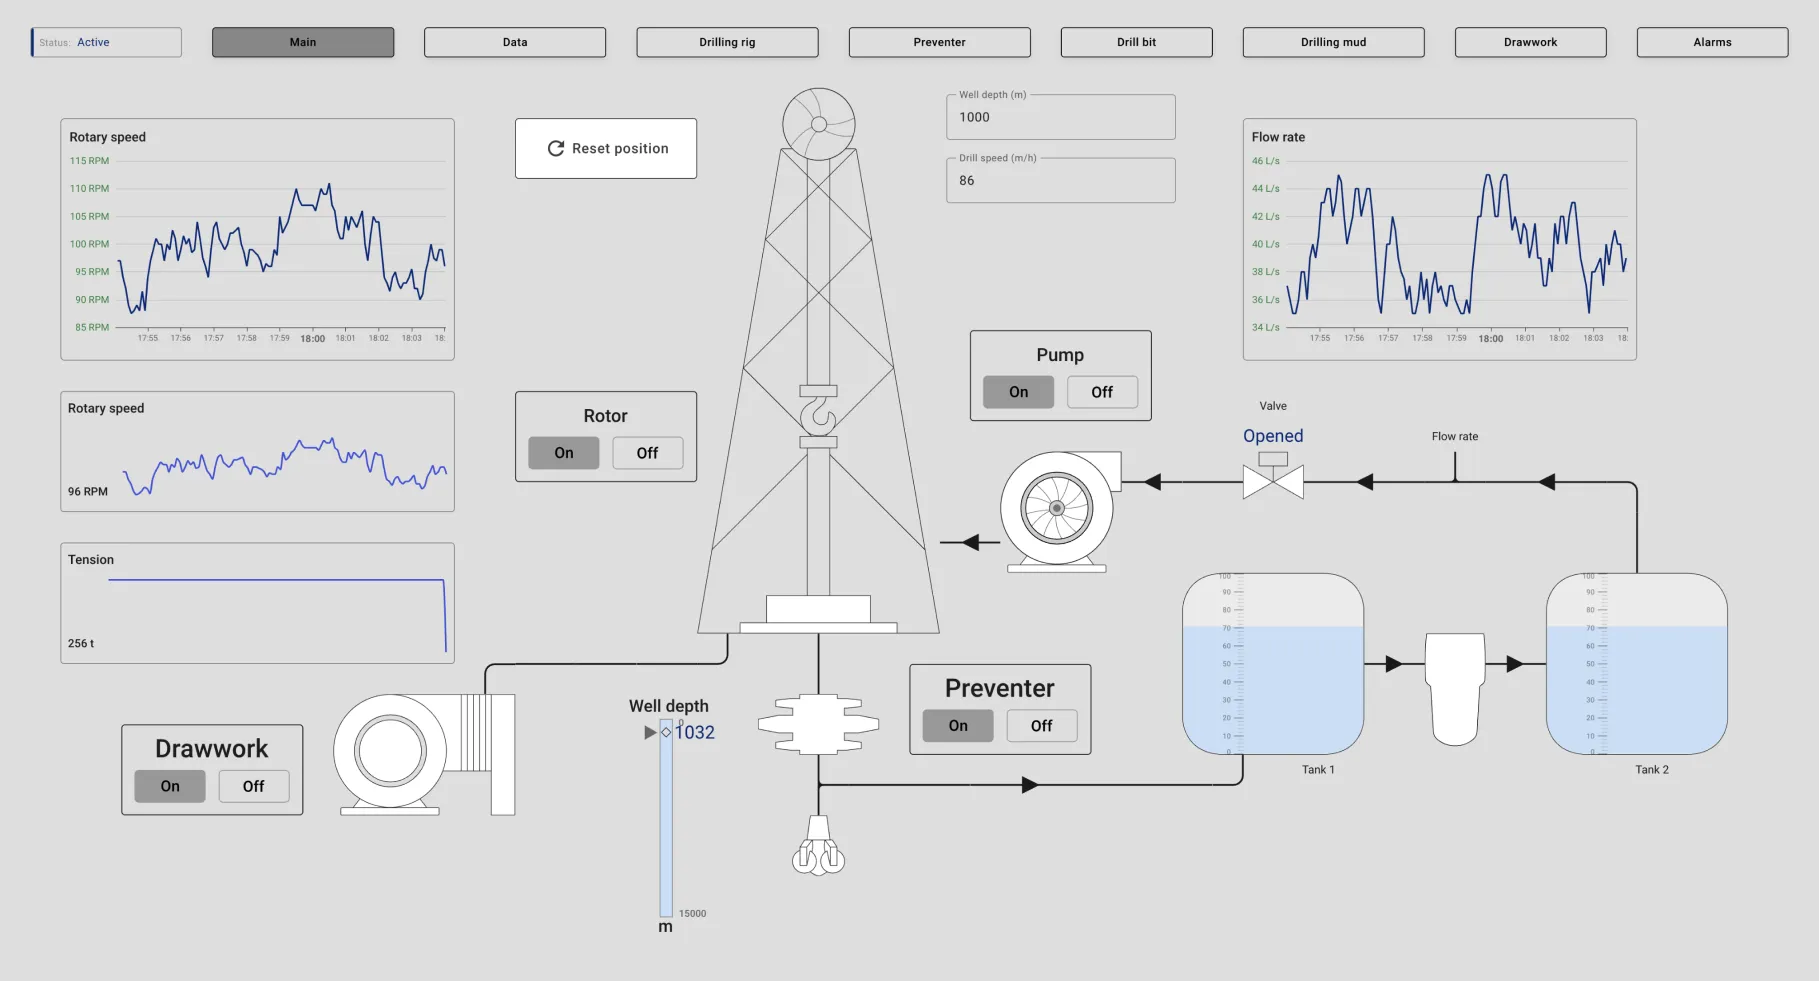 Status: Active
Main
Data
Drilling rig
Preventer
Drill bit
Drilling mud
Drawwork
Alarms
Rotary speed
115 RPM
110 RPM
105 RPM
100 RPM
95 RPM
90 RPM
85 RPM
17:55 17:56 17:57 17:58 17:59 18:00 18:01 18:02 18:03 18:
Reset position
Well depth (m)
1000
Drill speed (m/h)
86
Flow rate
46 L/s
44 L/s
42 L/s
40 L/s
38 L/s
36 L/s
34 L/s
17:55 17:56 17:57 17:58 17:59 18:00 18:01 18:02 18:03 18:
Rotary speed
96 RPM
Rotor
On Off
Pump
On Off
Valve
Opened
Flow rate
Tension
256 t
Drawwork
On Off
Well depth
0
1032
15000
m
Preventer
On Off
100
90
80
70
60
50
40
30
20
10
0
Tank 1
100
90
80
70
60
50
40
30
20
10
0
Tank 2